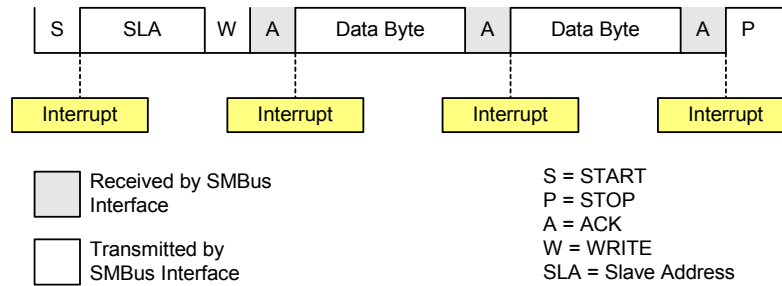 S SLA W A Data Byte A Data Byte A P
Interrupt Interrupt Interrupt Interrupt
Received by SMBus
Interface
Transmitted by
SMBus Interface
S = START
P = STOP
A = ACK
W = WRITE
SLA = Slave Address